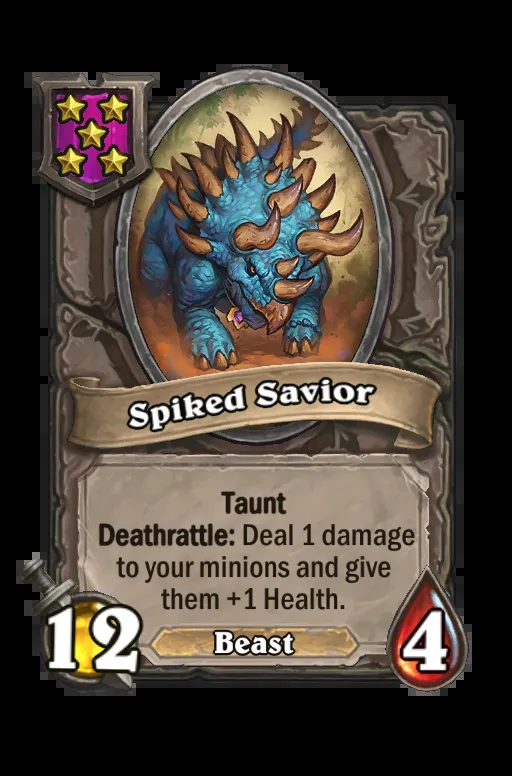 Spiked Savior
Taunt
Deathrattle: Deal 1 damage
to your minions and give
them +1 Health.
12
Beast
4